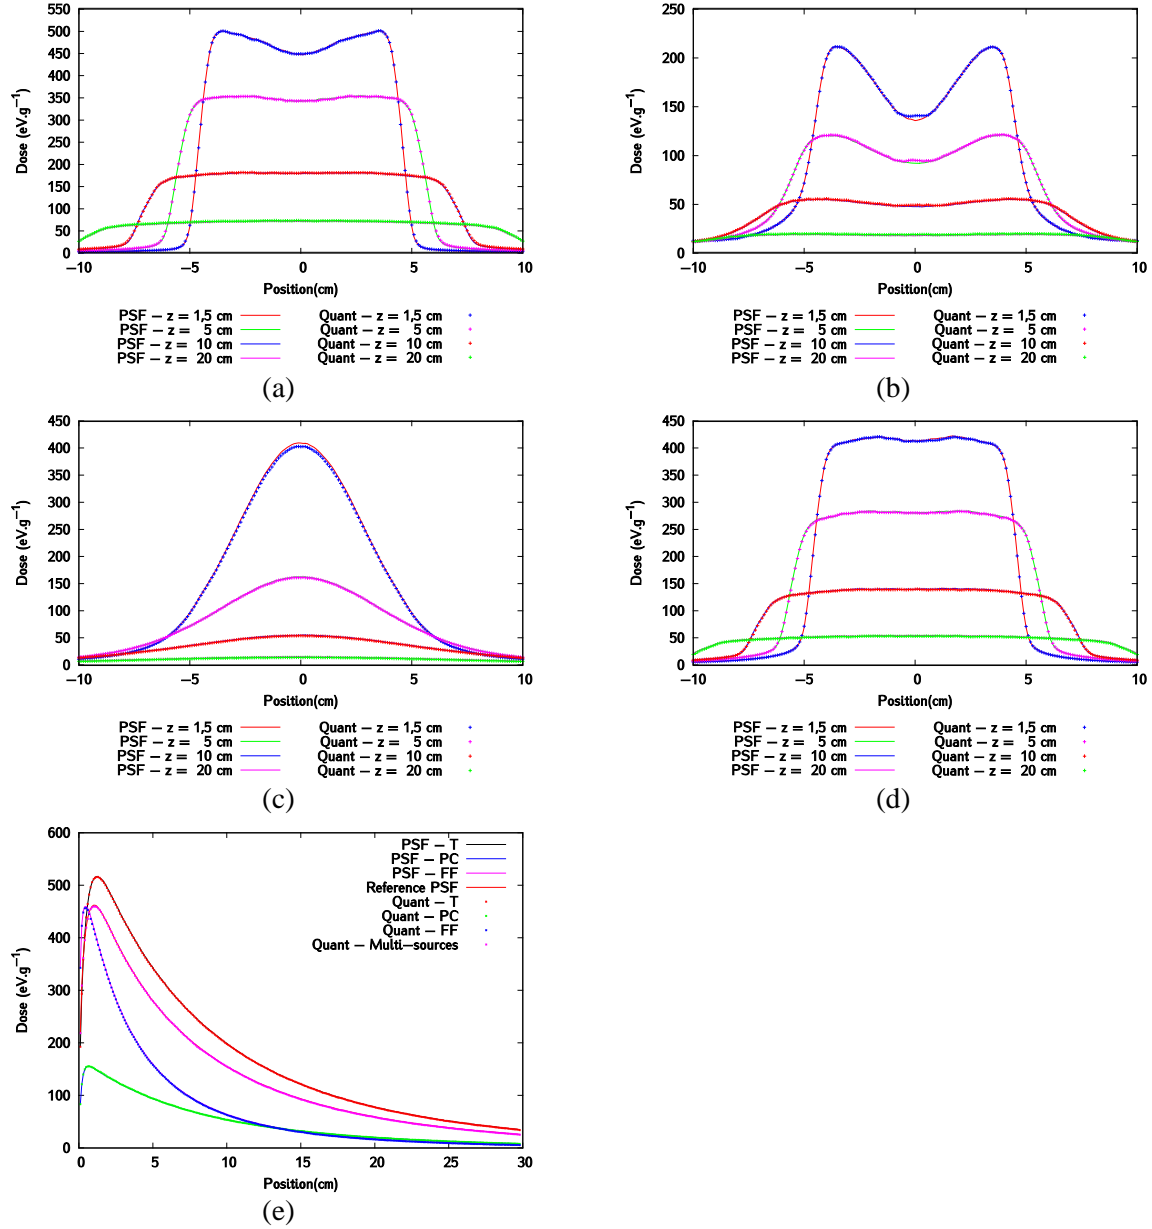 550
500
450
400
350
300
250
200
150
100
50
0
Dose (eV.g−1)
−10 −5 0 5 10
Position(cm)
PSF − z = 1,5 cm Quant − z = 1,5 cm
PSF − z = 5 cm Quant − z = 5 cm
PSF − z = 10 cm Quant − z = 10 cm
PSF − z = 20 cm Quant − z = 20 cm
(a)
250
200
150
100
50
0
Dose (eV.g−1)
−10 −5 0 5 10
Position(cm)
PSF − z = 1,5 cm Quant − z = 1,5 cm
PSF − z = 5 cm Quant − z = 5 cm
PSF − z = 10 cm Quant − z = 10 cm
PSF − z = 20 cm Quant − z = 20 cm
(b)
450
400
350
300
250
200
150
100
50
0
Dose (eV.g−1)
−10 −5 0 5 10
Position(cm)
PSF − z = 1,5 cm Quant − z = 1,5 cm
PSF − z = 5 cm Quant − z = 5 cm
PSF − z = 10 cm Quant − z = 10 cm
PSF − z = 20 cm Quant − z = 20 cm
(c)
450
400
350
300
250
200
150
100
50
0
Dose (eV.g−1)
−10 −5 0 5 10
Position(cm)
PSF − z = 1,5 cm Quant − z = 1,5 cm
PSF − z = 5 cm Quant − z = 5 cm
PSF − z = 10 cm Quant − z = 10 cm
PSF − z = 20 cm Quant − z = 20 cm
(d)
600
500
400
300
200
100
0
Dose (eV.g−1)
PSF − T
PSF − PC
PSF − FF
Reference PSF
Quant − T
Quant − PC
Quant − FF
Quant − Multi−sources
0 5 10 15 20 25 30
Position(cm)
(e)